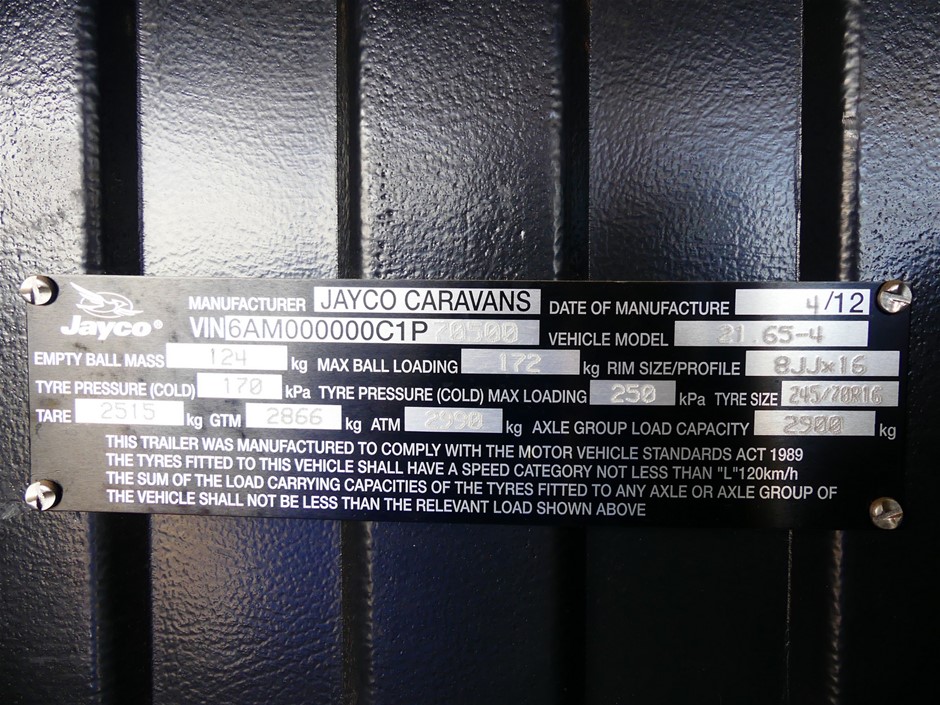 Jayco®
MANUFACTURER JAYCO CARAVANS DATE OF MANUFACTURE 4/12
VIN 6AM000000C1P70500 VEHICLE MODEL 21.65-4
EMPTY BALL MASS 124 kg MAX BALL LOADING 172 kg RIM SIZE/PROFILE 8JJx16
TYRE PRESSURE (COLD) 170 kPa TYRE PRESSURE (COLD) MAX LOADING 250 kPa TYRE SIZE 245/70R16
TARE 2515 kg GTM 2866 kg ATM 2990 kg AXLE GROUP LOAD CAPACITY 2900 kg
THIS TRAILER WAS MANUFACTURED TO COMPLY WITH THE MOTOR VEHICLE STANDARDS ACT 1989
THE TYRES FITTED TO THIS VEHICLE SHALL HAVE A SPEED CATEGORY NOT LESS THAN "L"120km/h
THE SUM OF THE LOAD CARRYING CAPACITIES OF THE TYRES FITTED TO ANY AXLE OR AXLE GROUP OF
THE VEHICLE SHALL NOT BE LESS THAN THE RELEVANT LOAD SHOWN ABOVE